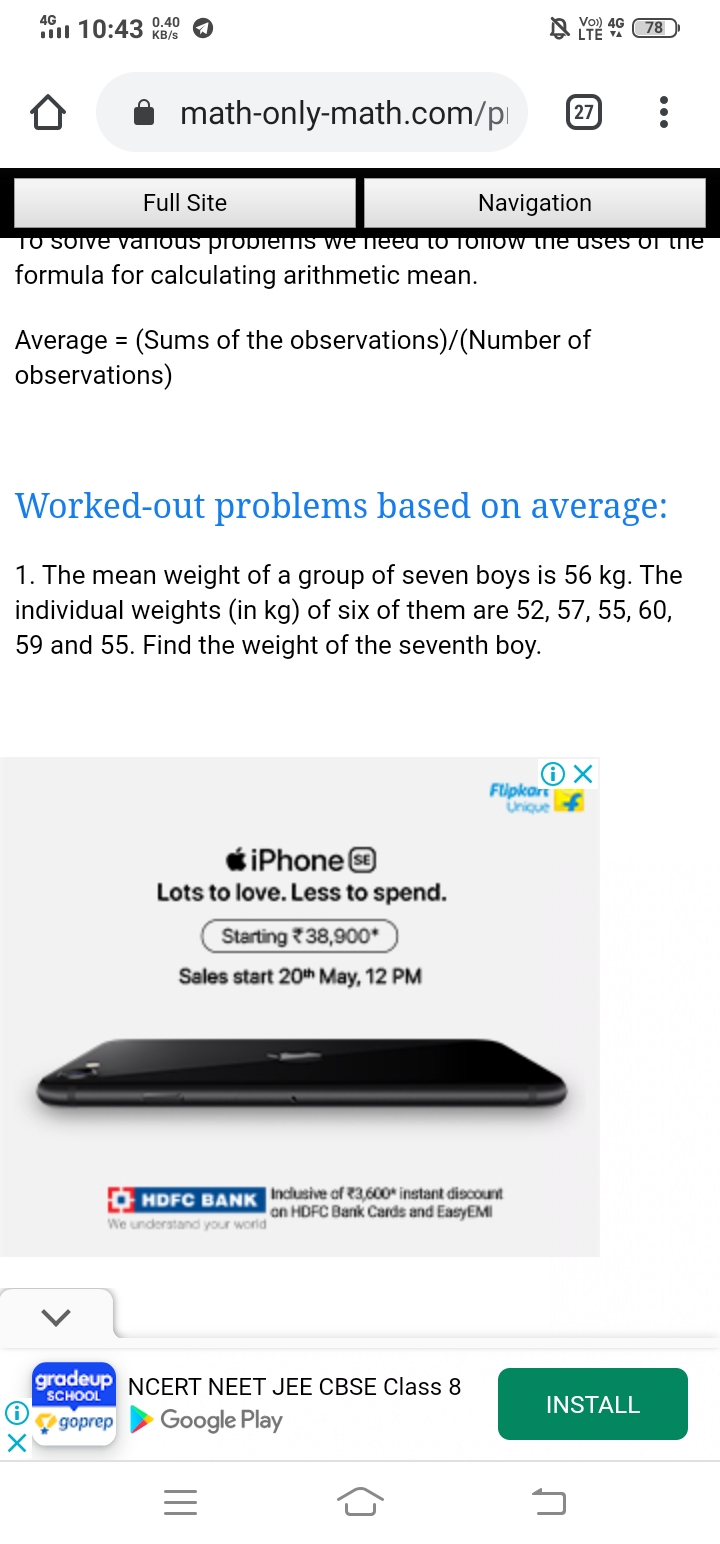 4G 10:43 0.40 KB/s Vo)) LTE 4G 78
math-only-math.com/p 27
Full Site Navigation
To solve various problems we need to follow the uses of the
formula for calculating arithmetic mean.
Average = (Sums of the observations)/(Number of
observations)
Worked-out problems based on average:
1. The mean weight of a group of seven boys is 56 kg. The
individual weights (in kg) of six of them are 52, 57, 55, 60,
59 and 55. Find the weight of the seventh boy.
Flipkart
Unique
iPhone SE
Lots to love. Less to spend.
Starting ₹38,900*
Sales start 20th May, 12 PM
HDFC BANK Inclusive of ₹3,600* instant discount
We understand your world on HDFC Bank Cards and EasyEMI
gradeup
SCHOOL
goprep
NCERT NEET JEE CBSE Class 8
Google Play
INSTALL